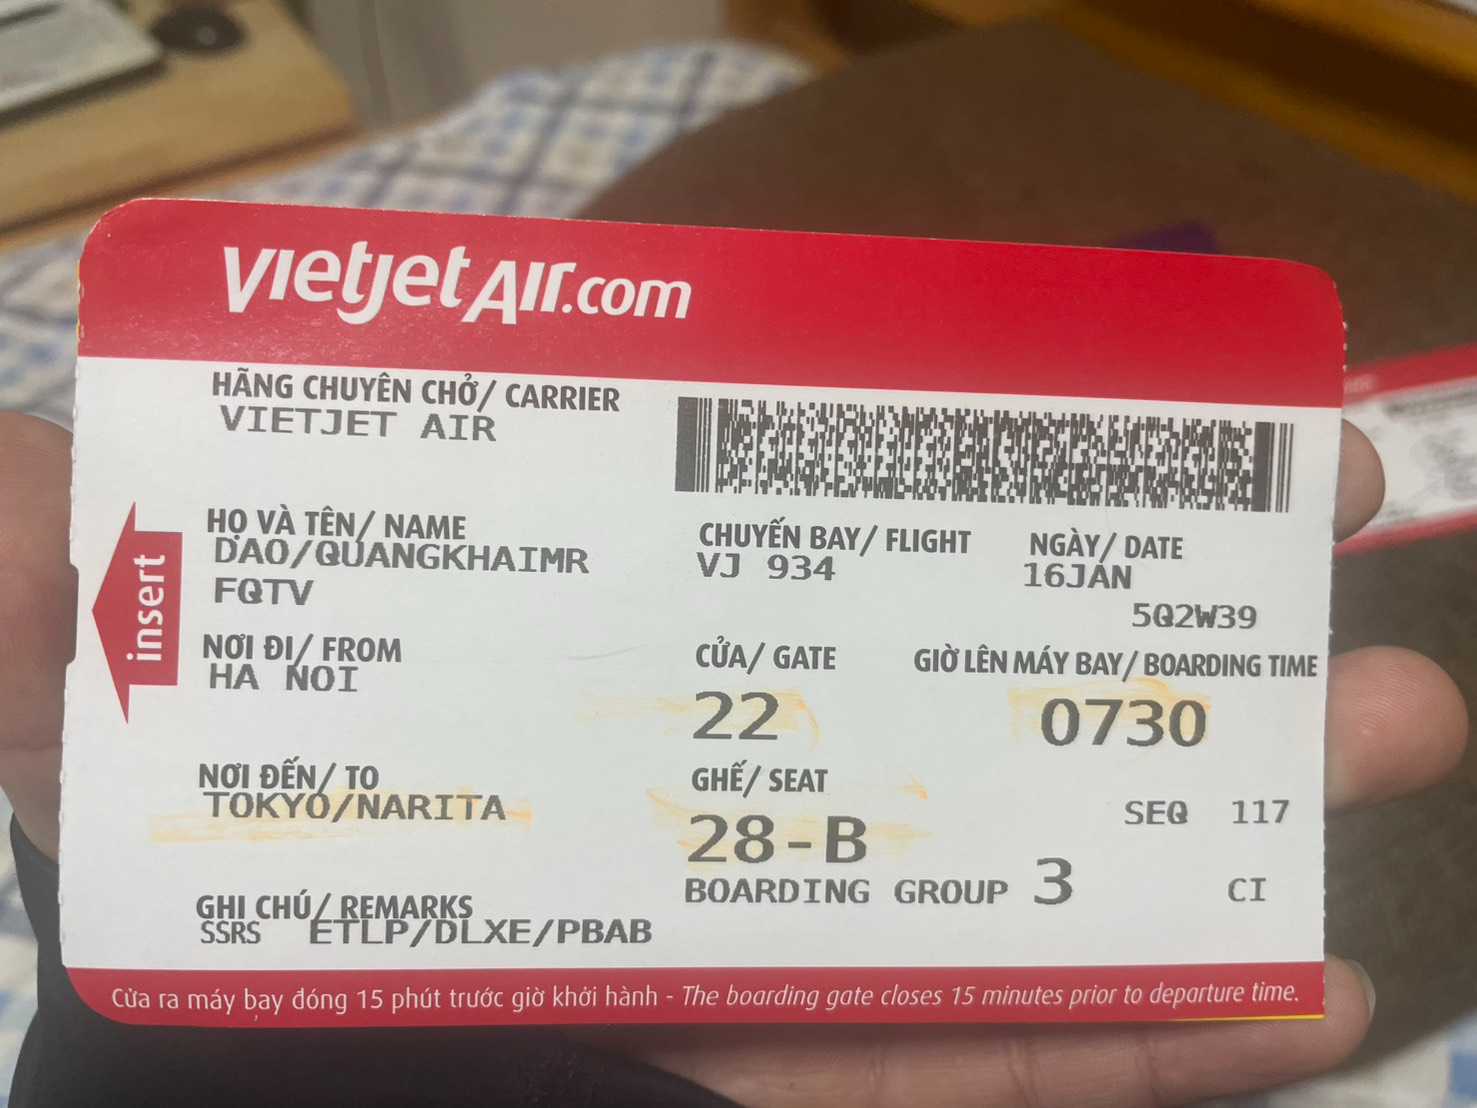 vietjetAir.com
HÃNG CHUYÊN CHỞ/ CARRIER
VIETJET AIR
HỌ VÀ TÊN/ NAME
DAO/QUANGKHAIMR
FQTV
CHUYẾN BAY/ FLIGHT
VJ 934
NGÀY/ DATE
16JAN
5Q2W39
insert
NƠI ĐI/ FROM
HA NOI
CỬA/ GATE
22
GIỜ LÊN MÁY BAY/ BOARDING TIME
0730
NƠI ĐẾN/ TO
TOKYO/NARITA
GHẾ/ SEAT
28-B
SEQ 117
BOARDING GROUP 3
CI
GHI CHÚ/ REMARKS
SSRS ETLP/DLXE/PBAB
Cửa ra máy bay đóng 15 phút trước giờ khởi hành - The boarding gate closes 15 minutes prior to departure time.